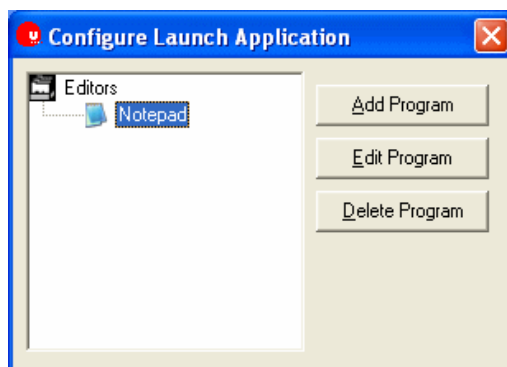 Configure Launch Application
Editors
Notepad
Add Program
Edit Program
Delete Program